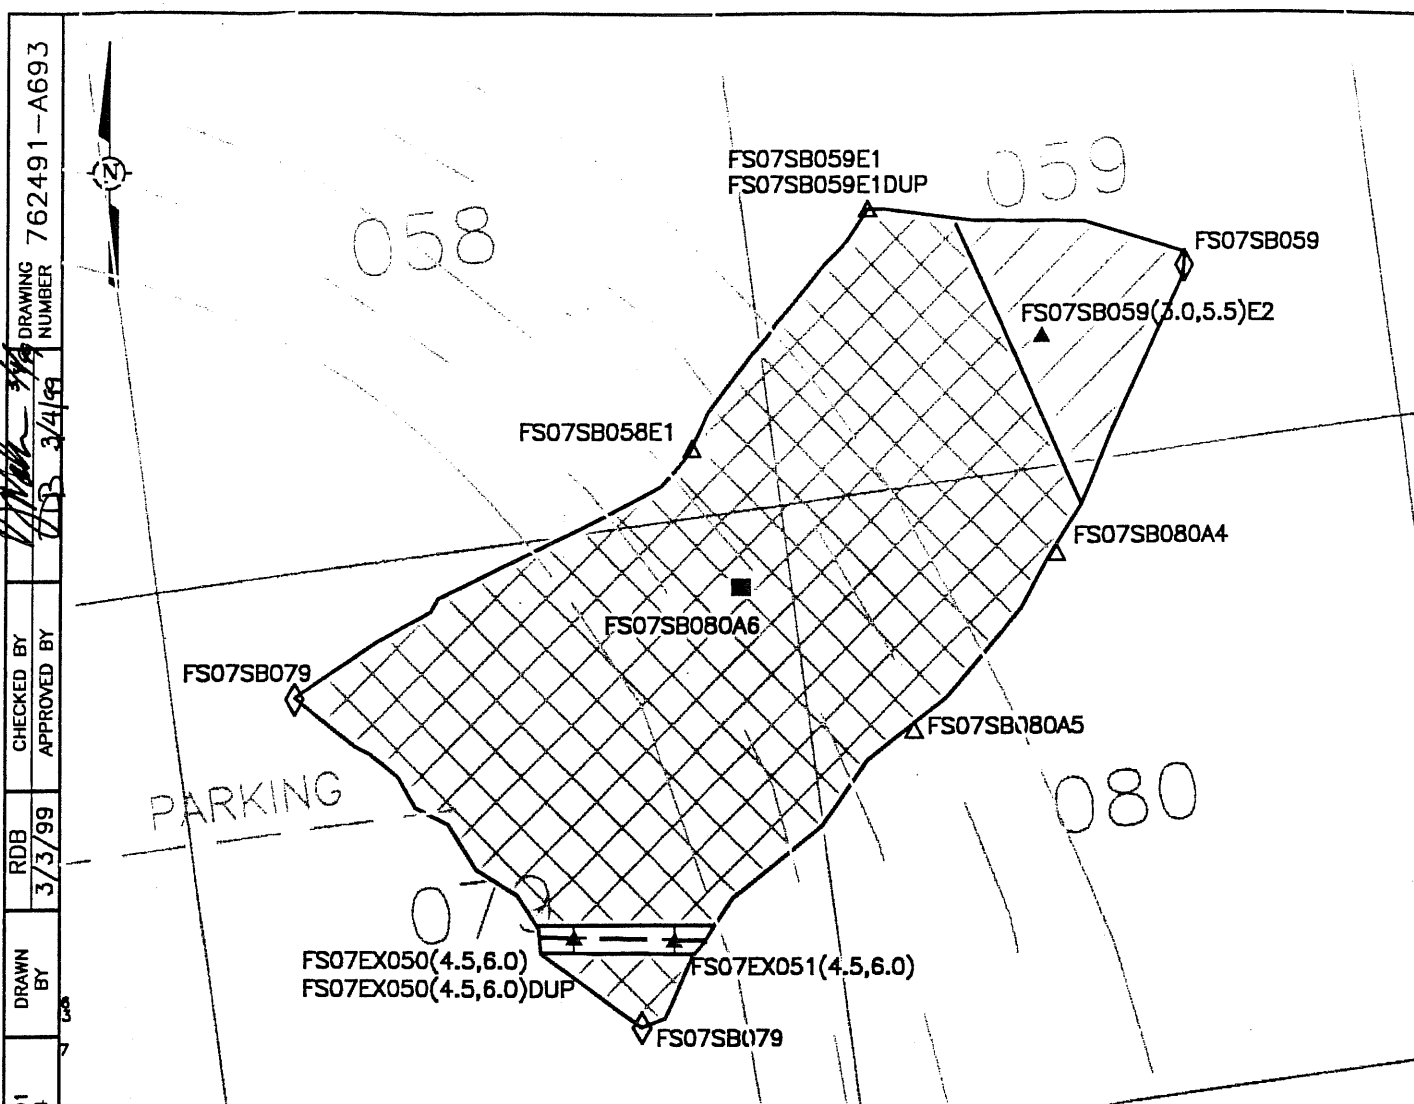 DRAWING 762491-A693
NUMBER
3/4/99
CHECKED BY
APPROVED BY
RDB
3/3/99
DRAWN
BY
N
058
059
FS07SB059E1
FS07SB059E1DUP
FS07SB059
FS07SB059(3.0,5.5)E2
FS07SB058E1
FS07SB080A4
FS07SB080A6
FS07SB079
FS07SB080A5
PARKING
080
079
FS07EX050(4.5,6.0)
FS07EX050(4.5,6.0)DUP
FS07EX051(4.5,6.0)
FS07SB079